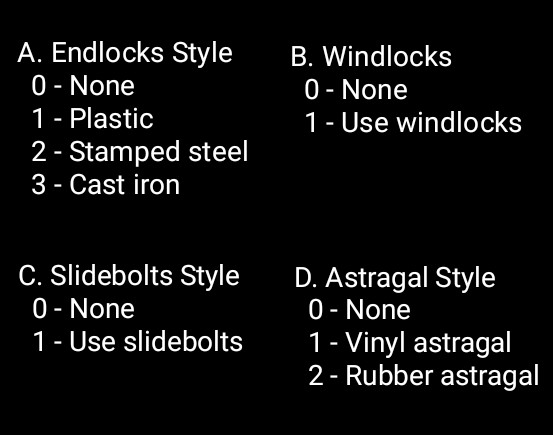 A. Endlocks Style
0 - None
1 - Plastic
2 - Stamped steel
3 - Cast iron
B. Windlocks
0 - None
1 - Use windlocks
C. Slidebolts Style
0 - None
1 - Use slidebolts
D. Astragal Style
0 - None
1 - Vinyl astragal
2 - Rubber astragal